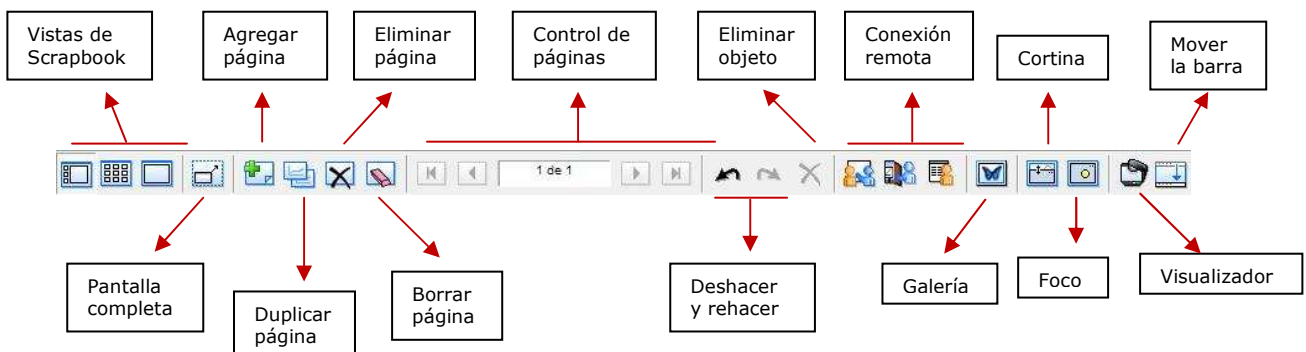 Vistas de
Scrapbook
Agregar
página
Eliminar
página
Control de
páginas
Eliminar
objeto
Conexión
remota
Cortina
Mover
la barra
1 de 1
Pantalla
completa
Duplicar
página
Borrar
página
Deshacer
y rehacer
Galería
Foco
Visualizador